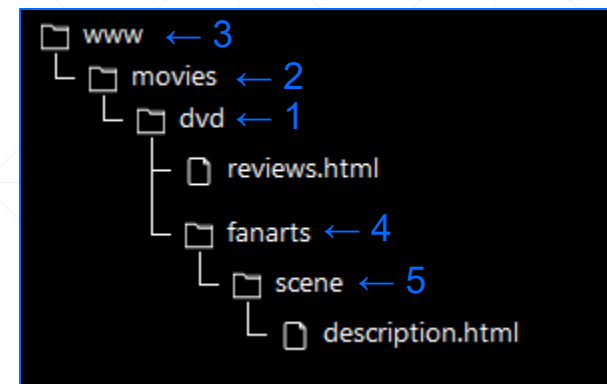 www ← 3
movies ← 2
dvd ← 1
reviews.html
fanarts ← 4
scene ← 5
description.html